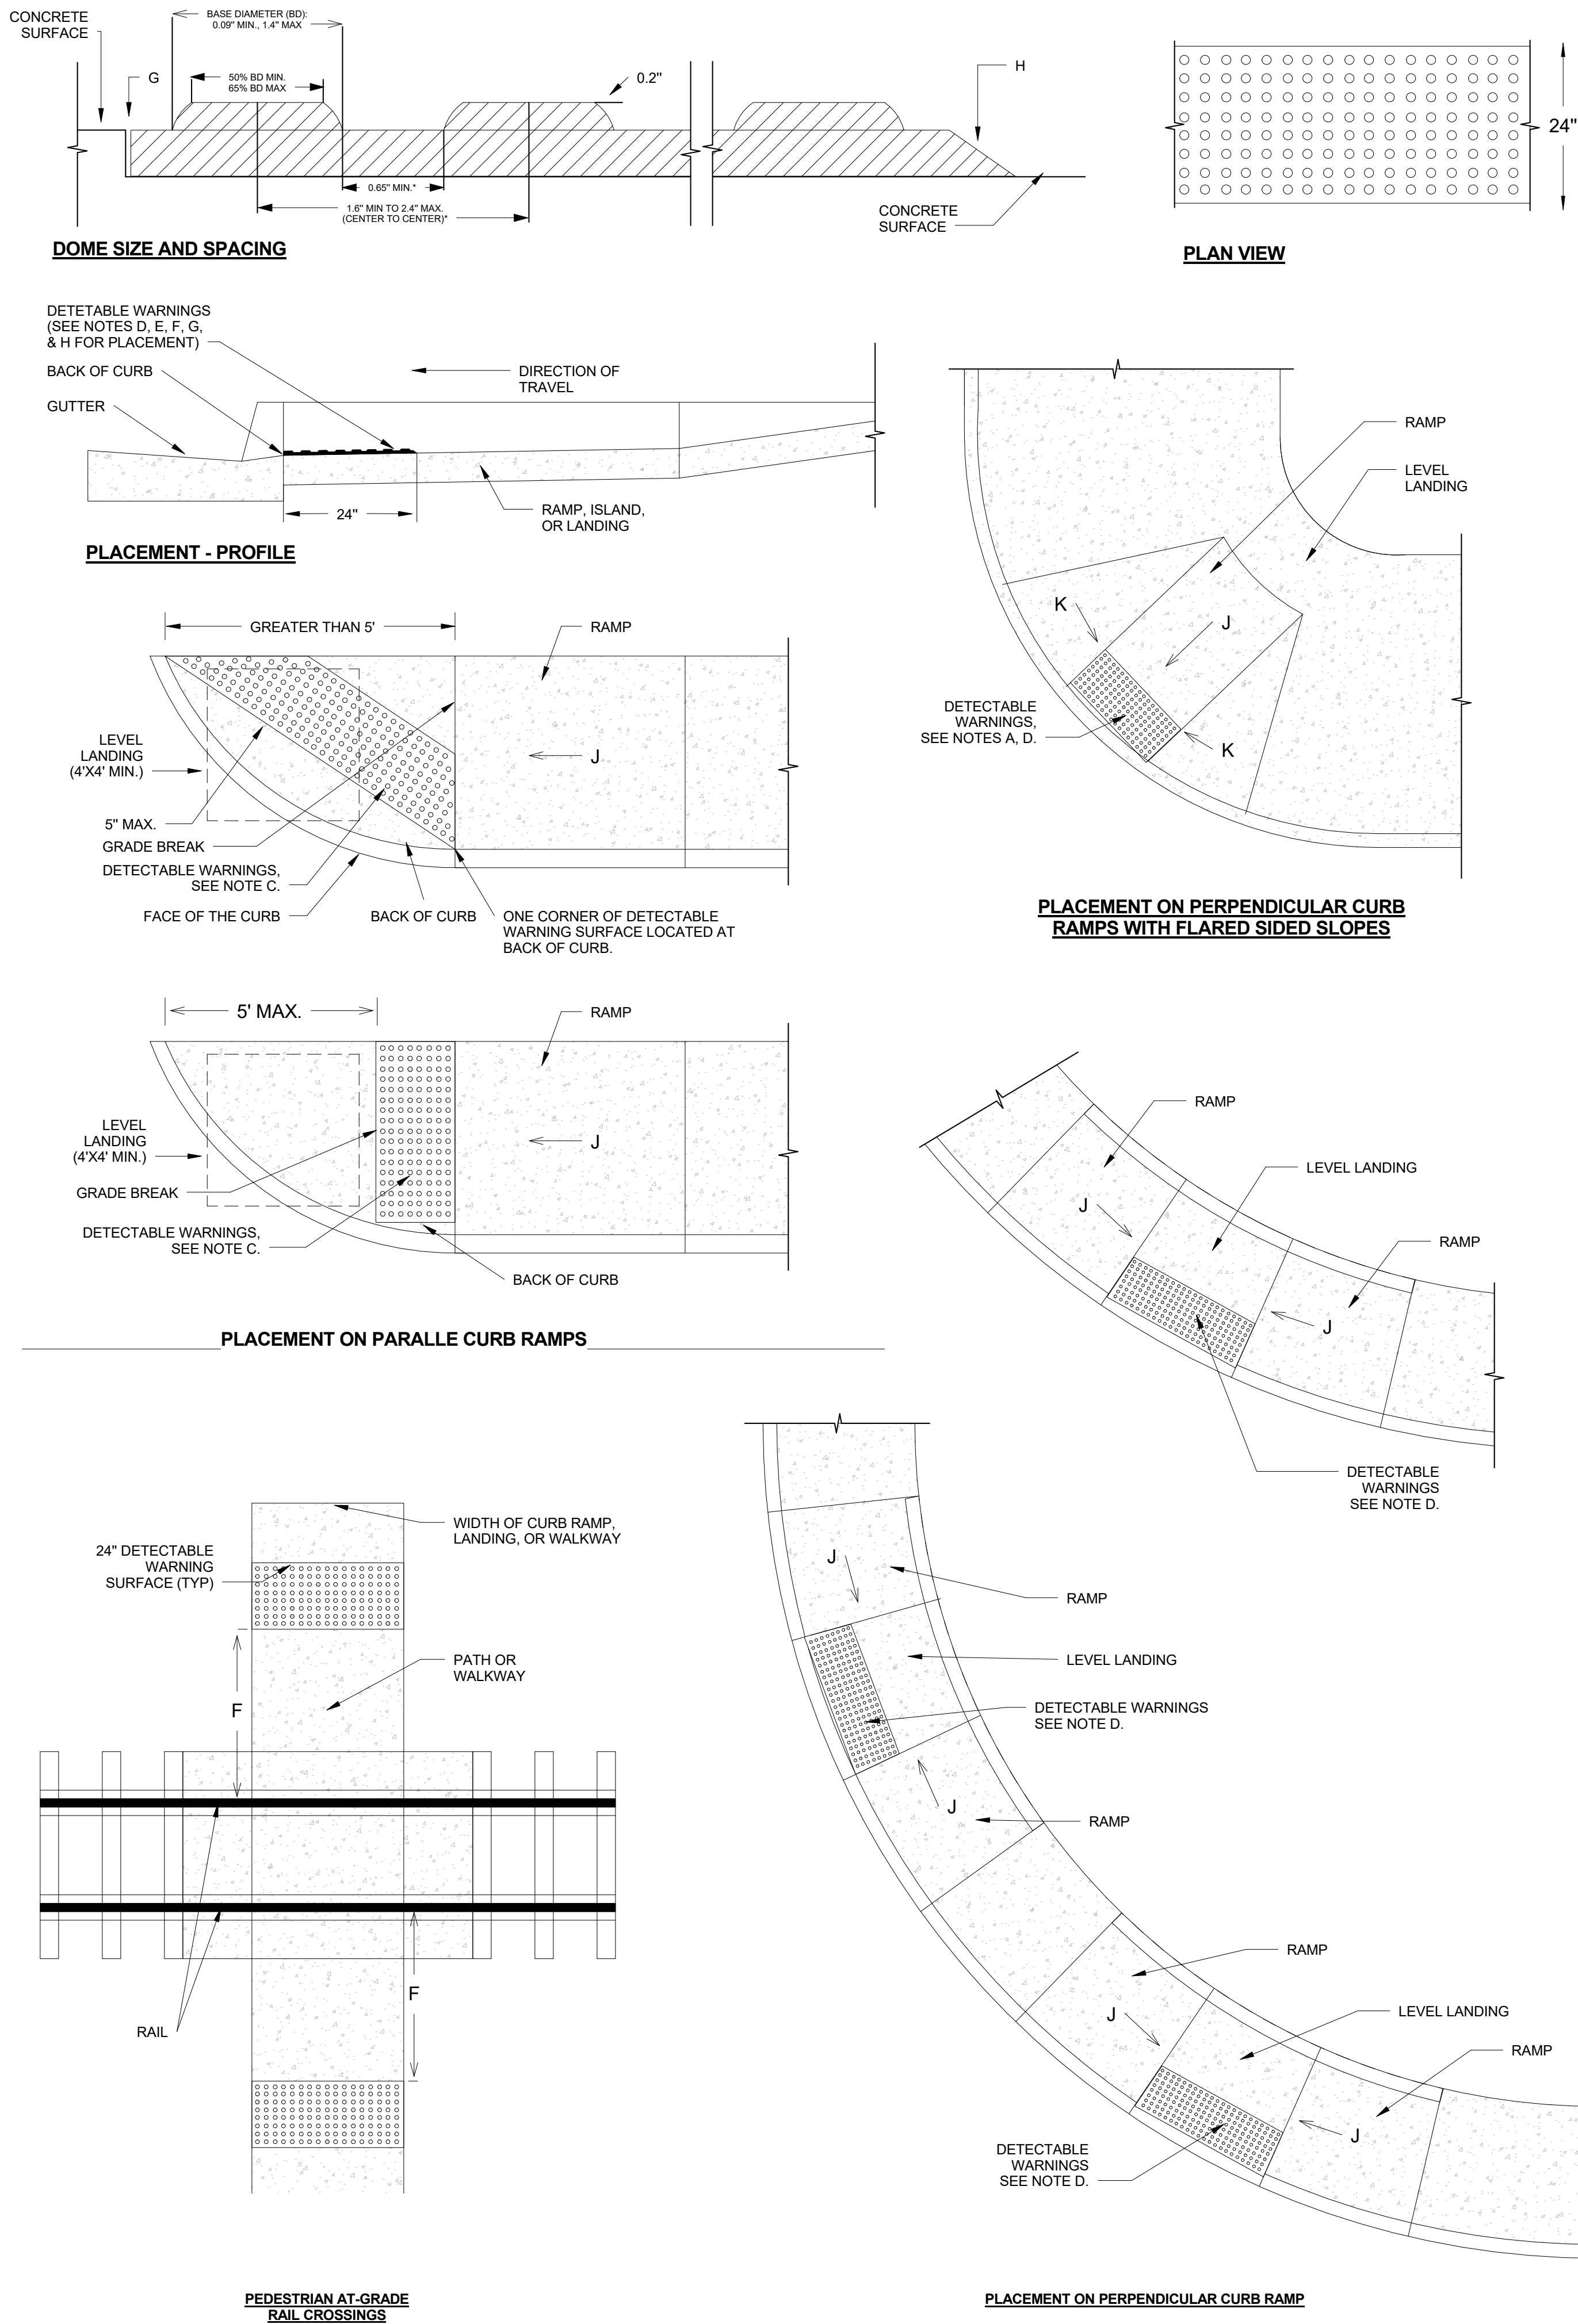 CONCRETE
SURFACE
BASE DIAMETER (BD):
0.09" MIN., 1.4" MAX
G
50% BD MIN.
65% BD MAX
0.2"
H
0.65" MIN.*
1.6" MIN TO 2.4" MAX.
(CENTER TO CENTER)*
CONCRETE
SURFACE
DOME SIZE AND SPACING
24"
PLAN VIEW
DETETABLE WARNINGS
(SEE NOTES D, E, F, G,
& H FOR PLACEMENT)
BACK OF CURB
GUTTER
DIRECTION OF
TRAVEL
24"
RAMP, ISLAND,
OR LANDING
PLACEMENT - PROFILE
RAMP
LEVEL
LANDING
K
J
DETECTABLE
WARNINGS,
SEE NOTES A, D.
K
PLACEMENT ON PERPENDICULAR CURB
RAMPS WITH FLARED SIDED SLOPES
GREATER THAN 5'
RAMP
LEVEL
LANDING
(4'X4' MIN.)
J
5" MAX.
GRADE BREAK
DETECTABLE WARNINGS,
SEE NOTE C.
FACE OF THE CURB
BACK OF CURB
ONE CORNER OF DETECTABLE
WARNING SURFACE LOCATED AT
BACK OF CURB.
5' MAX.
RAMP
LEVEL
LANDING
(4'X4' MIN.)
J
GRADE BREAK
DETECTABLE WARNINGS,
SEE NOTE C.
BACK OF CURB
PLACEMENT ON PARALLE CURB RAMPS
RAMP
LEVEL LANDING
J
RAMP
J
DETECTABLE
WARNINGS
SEE NOTE D.
WIDTH OF CURB RAMP,
LANDING, OR WALKWAY
24" DETECTABLE
WARNING
SURFACE (TYP)
PATH OR
WALKWAY
F
F
RAIL
PEDESTRIAN AT-GRADE
RAIL CROSSINGS
J
RAMP
LEVEL LANDING
DETECTABLE WARNINGS
SEE NOTE D.
J
RAMP
RAMP
J
LEVEL LANDING
RAMP
J
DETECTABLE
WARNINGS
SEE NOTE D.
PLACEMENT ON PERPENDICULAR CURB RAMP